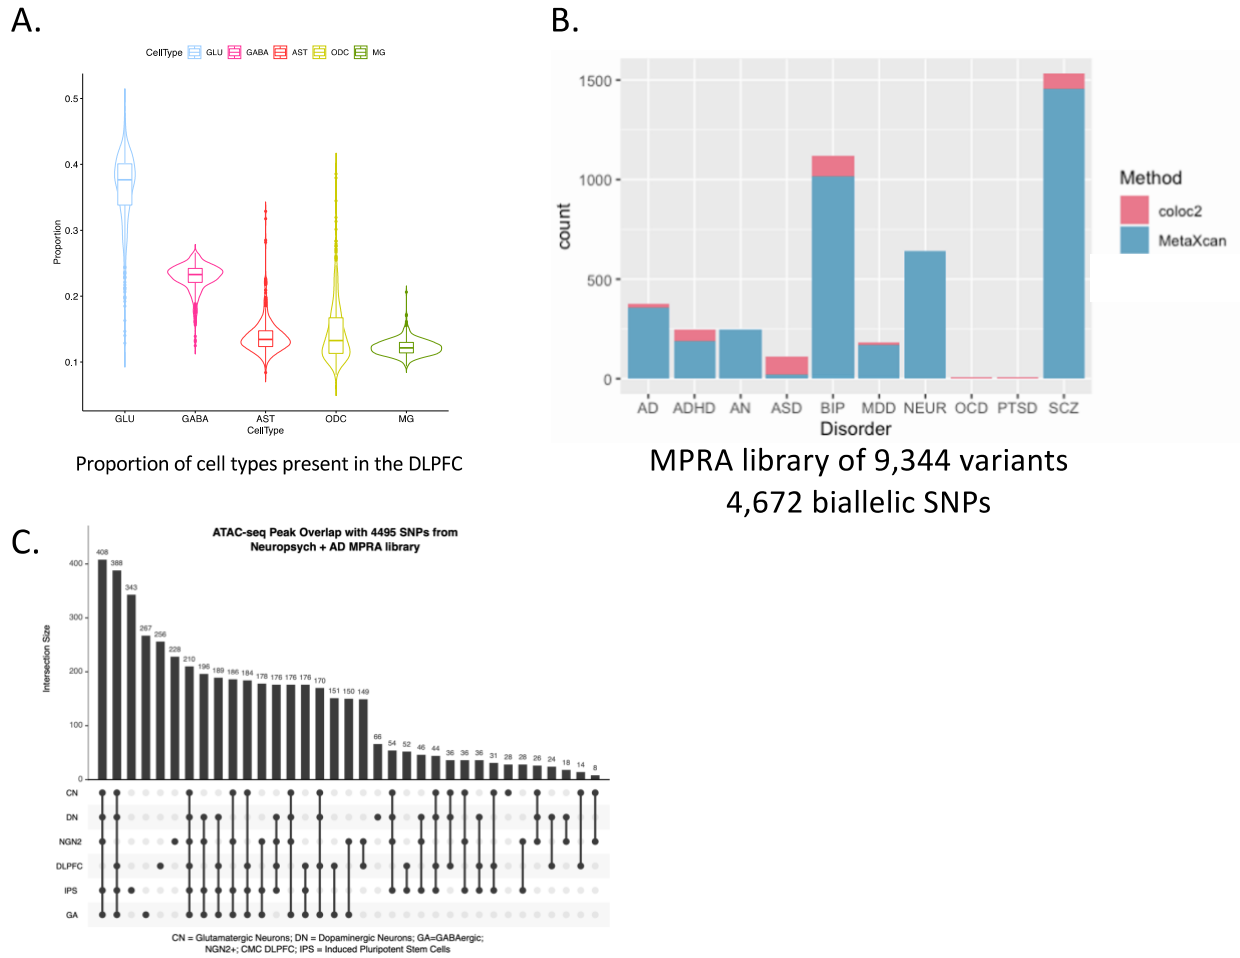 A.
CellType GLU GABA AST ODC MG
0.5
0.4
0.3
0.2
0.1
Proportion
GLU GABA AST ODC MG
CellType
Proportion of cell types present in the DLPFC
B.
1500
1000
500
0
count
AD ADHD AN ASD BIP MDD NEUR OCD PTSD SCZ
Disorder
Method
coloc2
MetaXcan
MPRA library of 9,344 variants
4,672 biallelic SNPs
C.
ATAC-seq Peak Overlap with 4495 SNPs from
Neuropsych + AD MPRA library
400
300
200
100
0
Intersection Size
408 388 343 267 256 228 210 196 189 186 184 178 176 176 176 170 151 150 149 66 54 52 46 44 36 36 36 31 28 28 26 24 18 14 8
CN
DN
NGN2
DLPFC
IPS
GA
CN = Glutamatergic Neurons; DN = Dopaminergic Neurons; GA=GABAergic;
NGN2+; CMC DLPFC; IPS = Induced Pluripotent Stem Cells